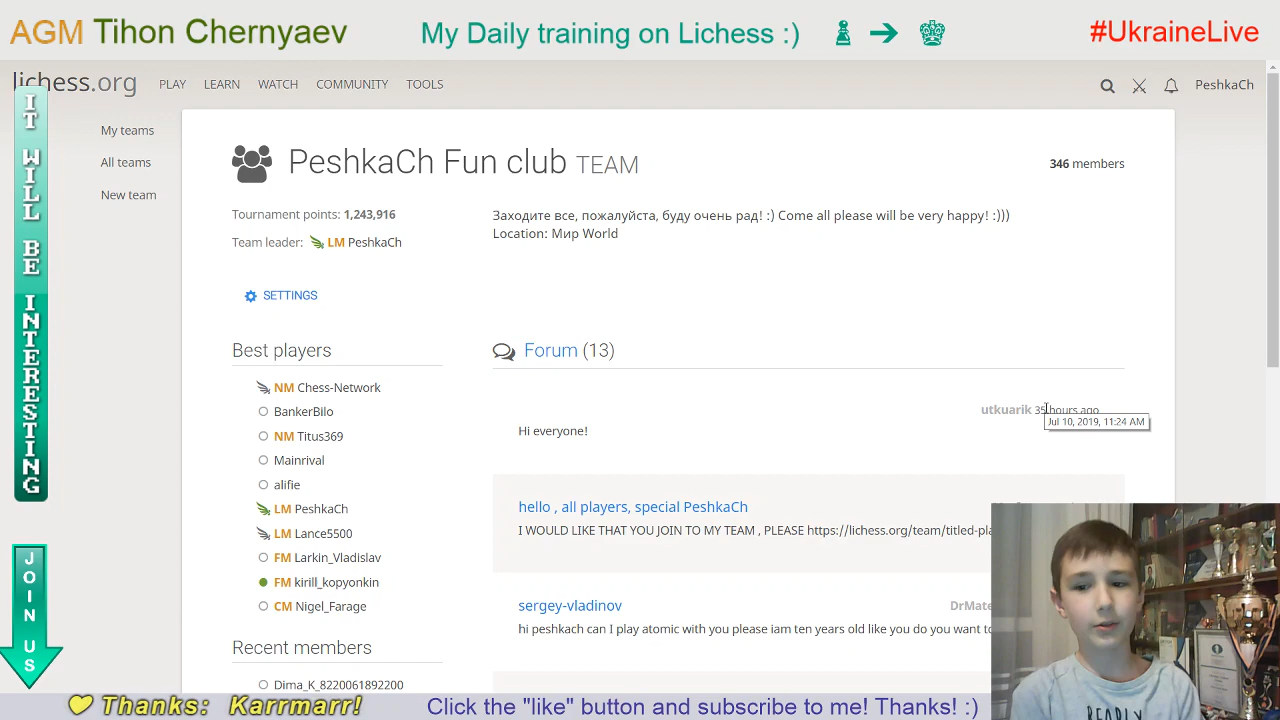 AGM Tihon Chernyaev
My Daily training on Lichess :)
#UkraineLive
lichess.org
PLAY
LEARN
WATCH
COMMUNITY
TOOLS
PeshkaCh
IT WILL BE INTERESTING
JOIN US
My teams
All teams
New team
PeshkaCh Fun club TEAM
346 members
Tournament points: 1,243,916
Team leader: LM PeshkaCh
SETTINGS
Заходите все, пожалуйста, буду очень рад! :) Come all please will be very happy! :)))
Location: Мир World
Best players
NM Chess-Network
BankerBilo
NM Titus369
Mainrival
alifie
LM PeshkaCh
LM Lance5500
FM Larkin_Vladislav
FM kirill_kopyonkin
CM Nigel_Farage
Recent members
Dima_K_8220061892200
Forum (13)
utkuarik 35 hours ago
Jul 10, 2019, 11:24 AM
Hi everyone!
hello , all players, special PeshkaCh
I WOULD LIKE THAT YOU JOIN TO MY TEAM , PLEASE https://lichess.org/team/titled-pla
sergey-vladinov
DrMate
hi peshkach can I play atomic with you please iam ten years old like you do you want to
Thanks: Karrmarr!
Click the "like" button and subscribe to me! Thanks! :)